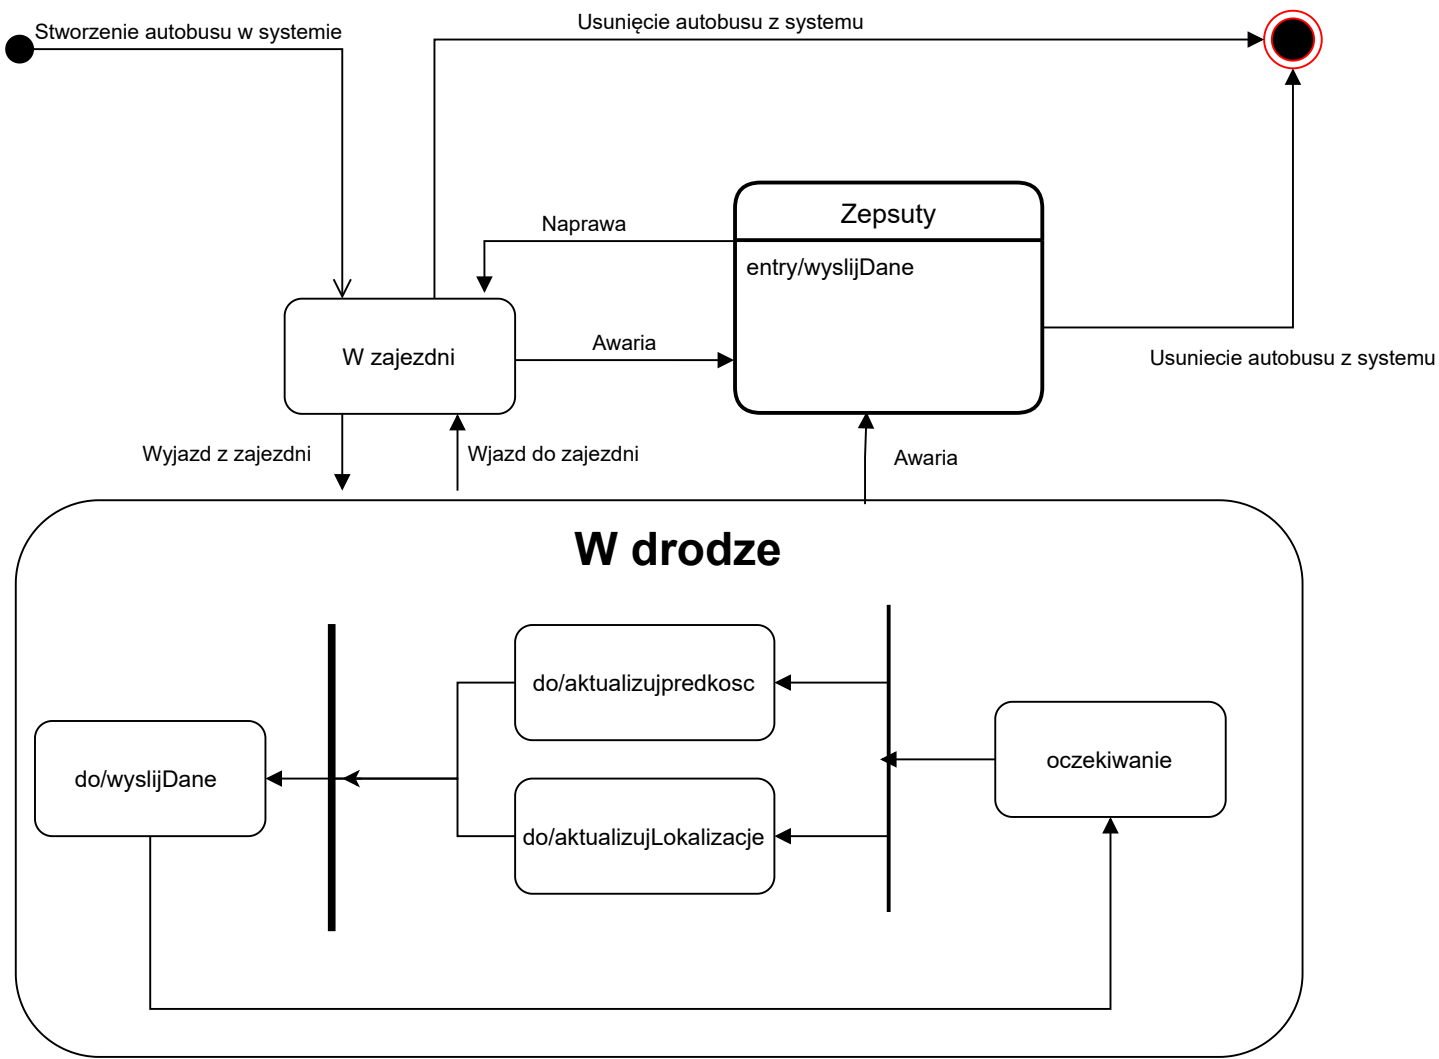 Usunięcie autobusu z systemu
Stworzenie autobusu w systemie
Zepsuty
Naprawa
entry/wyslijDane
Awaria
W zajezdni
Usuniecie autobusu z systemu
Wyjazd z zajezdni
Wjazd do zajezdni
Awaria
W drodze
do/aktualizujpredkosc
oczekiwanie
do/wyslijDane
do/aktualizujLokalizacje